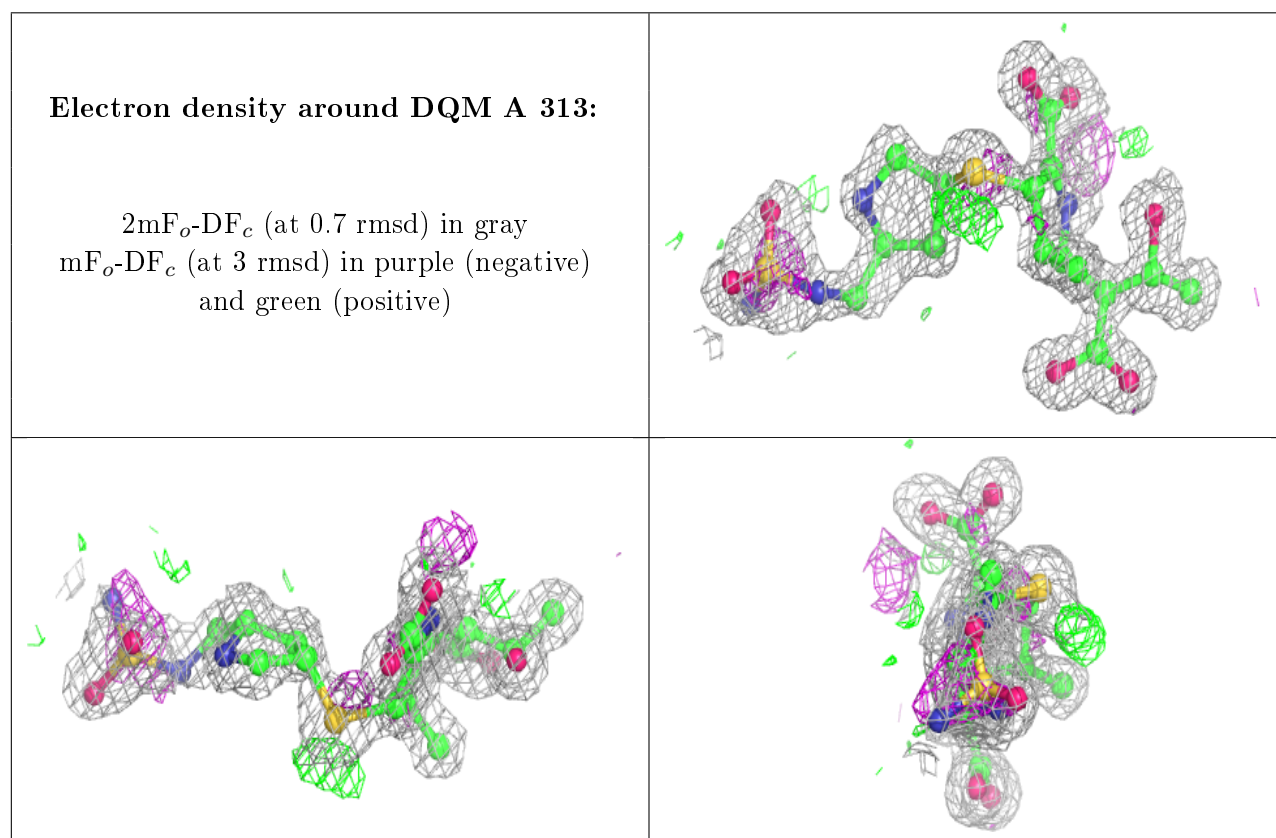 Electron density around DQM A 313:
2mFo-DFc (at 0.7 rmsd) in gray
mFo-DFc (at 3 rmsd) in purple (negative)
and green (positive)